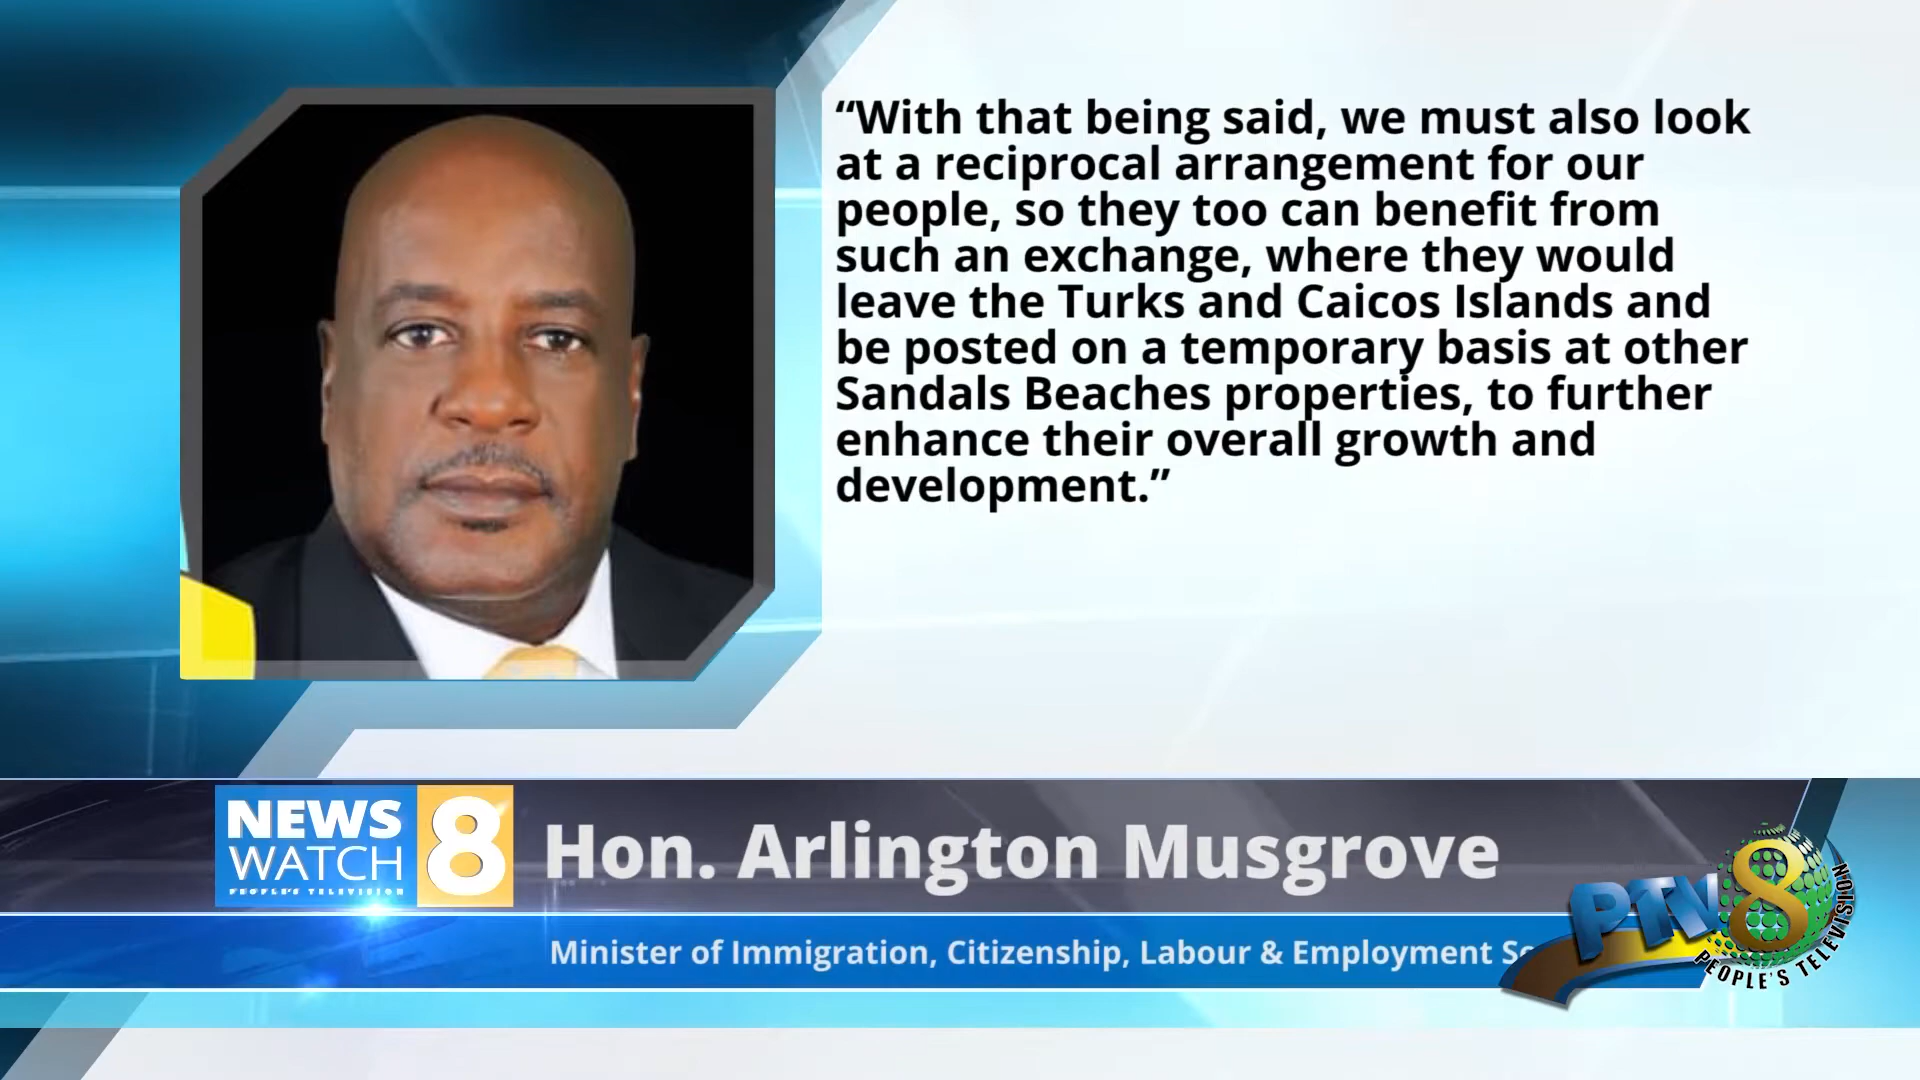 “With that being said, we must also look
at a reciprocal arrangement for our
people, so they too can benefit from
such an exchange, where they would
leave the Turks and Caicos Islands and
be posted on a temporary basis at other
Sandals Beaches properties, to further
enhance their overall growth and
development.”
NEWS
WATCH
PEOPLE'S TELEVISION
8
Hon. Arlington Musgrove
Minister of Immigration, Citizenship, Labour & Employment
PTV8
PEOPLE'S TELEVISION